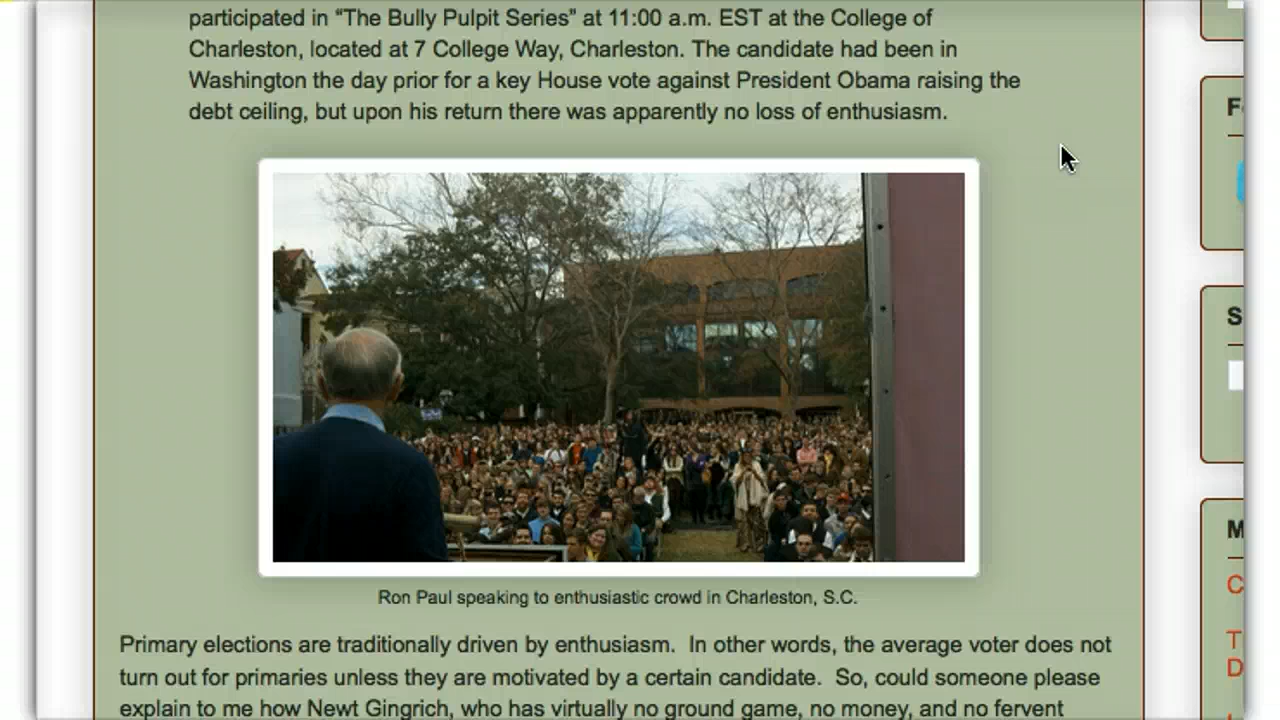 participated in “The Bully Pulpit Series” at 11:00 a.m. EST at the College of
Charleston, located at 7 College Way, Charleston. The candidate had been in
Washington the day prior for a key House vote against President Obama raising the
debt ceiling, but upon his return there was apparently no loss of enthusiasm.
Ron Paul speaking to enthusiastic crowd in Charleston, S.C.
Primary elections are traditionally driven by enthusiasm. In other words, the average voter does not
turn out for primaries unless they are motivated by a certain candidate. So, could someone please
explain to me how Newt Gingrich, who has virtually no ground game, no money, and no fervent
F
S
M
C
T
D